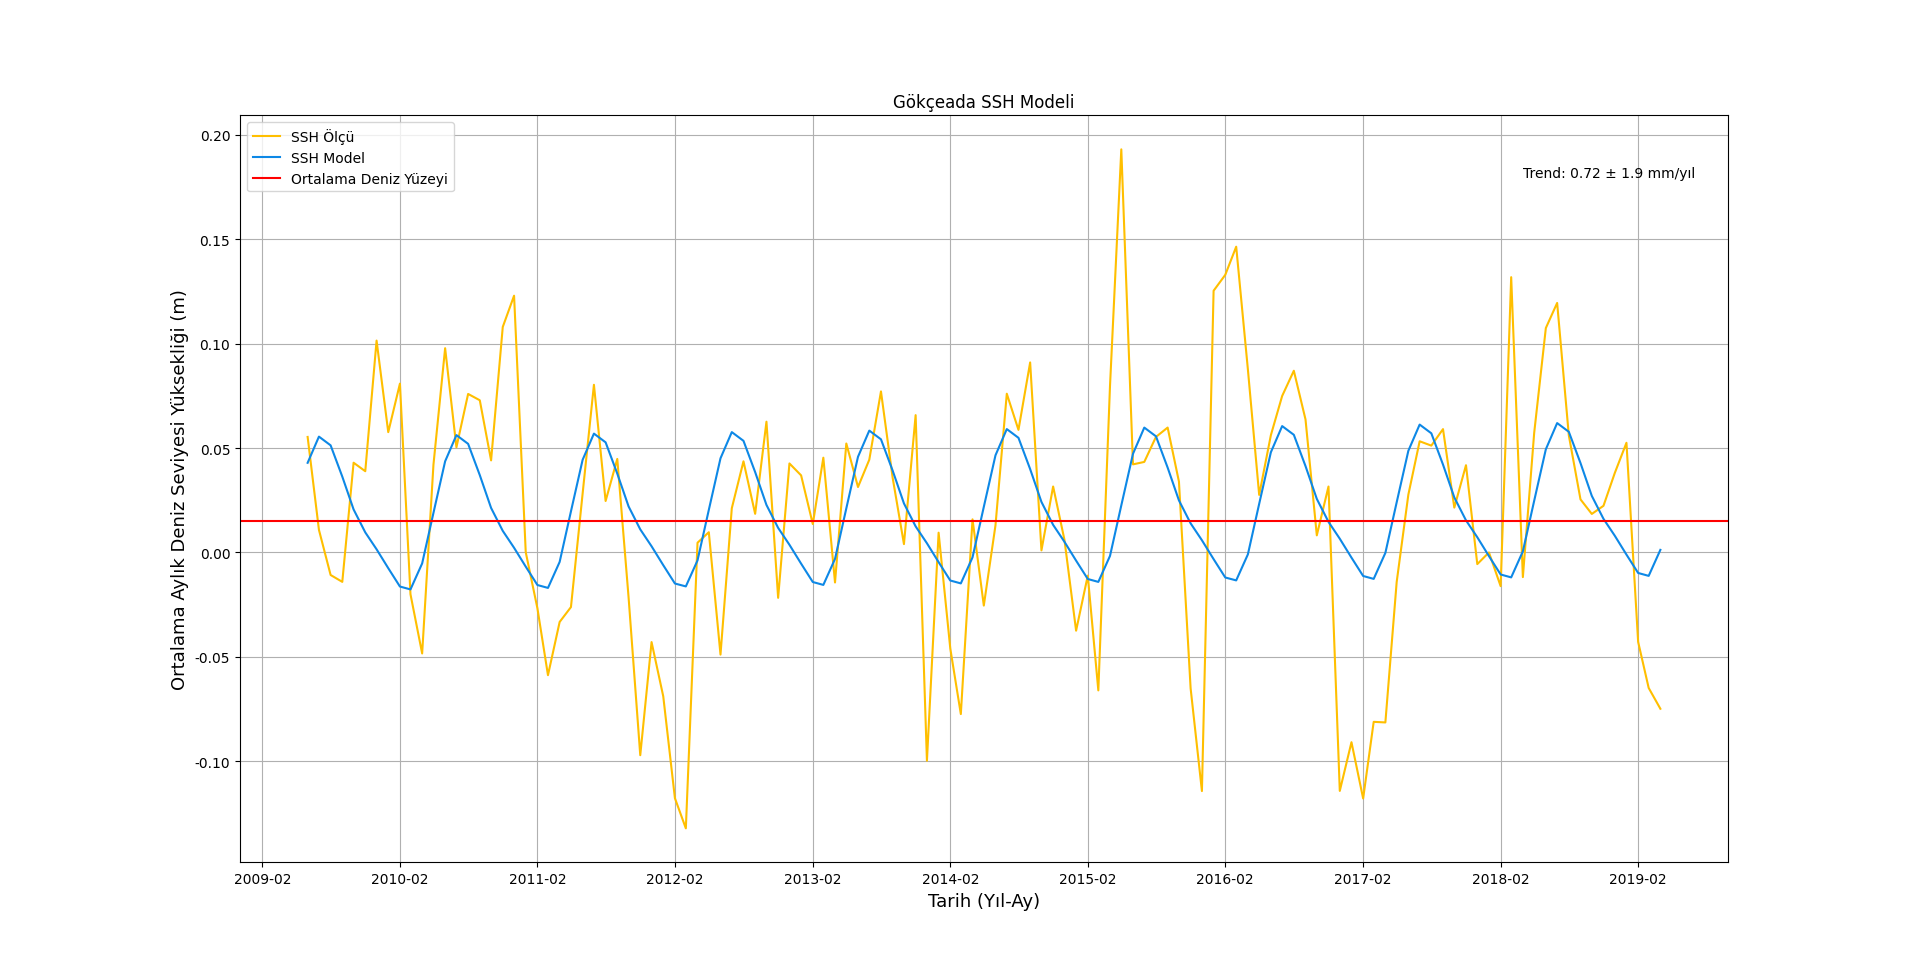 Gökçeada SSH Modeli
SSH Ölçü
SSH Model
Ortalama Deniz Yüzeyi
Trend: 0.72 ± 1.9 mm/yıl
Ortalama Aylık Deniz Seviyesi Yüksekliği (m)
0.20
0.15
0.10
0.05
0.00
-0.05
-0.10
2009-02 2010-02 2011-02 2012-02 2013-02 2014-02 2015-02 2016-02 2017-02 2018-02 2019-02
Tarih (Yıl-Ay)